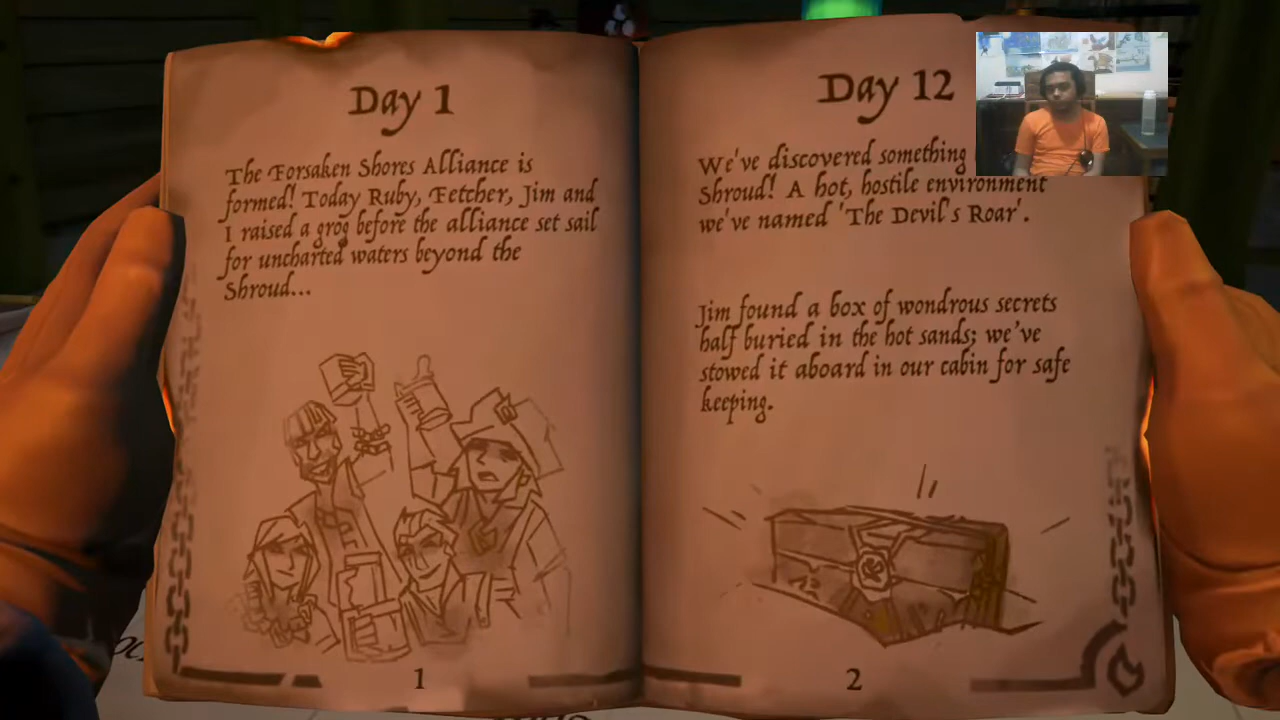 Day 1
The Forsaken Shores Alliance is
formed! Today Ruby, Fetcher, Jim and
I raised a grog before the alliance set sail
for uncharted waters beyond the
Shroud...
1
Day 12
We've discovered something
Shroud! A hot, hostile environment
we've named 'The Devil's Roar'.
Jim found a box of wondrous secrets
half buried in the hot sands; we've
stowed it aboard in our cabin for safe
keeping.
2